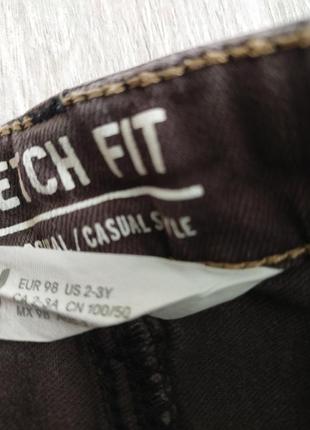 ETCH FIT
/ CASUAL STYLE
EUR 98 US 2-3Y
CA 2-3A CN 100/50
MX 98